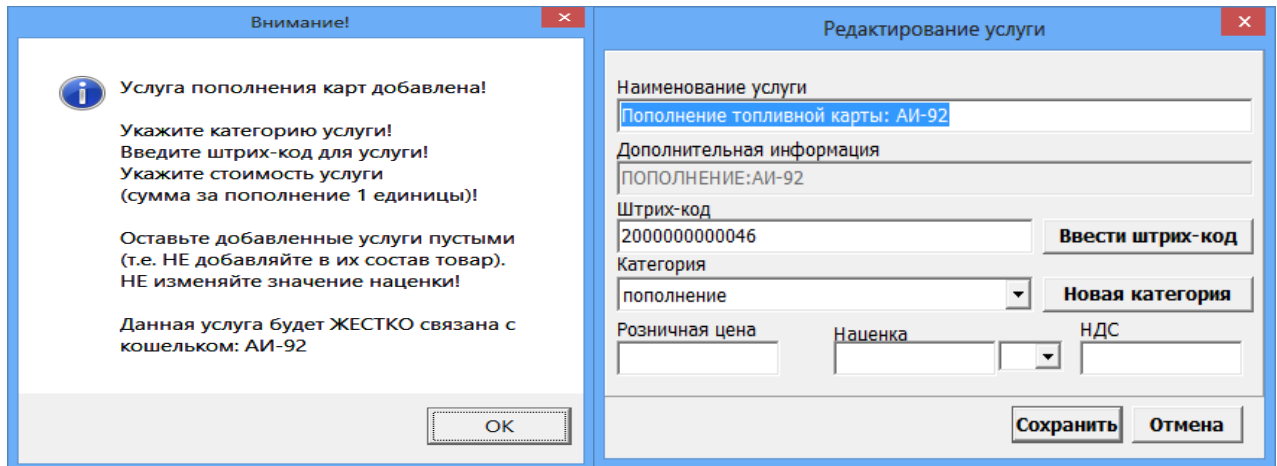 Внимание!
Услуга пополнения карт добавлена!
Укажите категорию услуги!
Введите штрих-код для услуги!
Укажите стоимость услуги
(сумма за пополнение 1 единицы)!
Оставьте добавленные услуги пустыми
(т.е. НЕ добавляйте в их состав товар).
НЕ изменяйте значение наценки!
Данная услуга будет ЖЕСТКО связана с
кошельком: АИ-92
OK
Редактирование услуги
Наименование услуги
Пополнение топливной карты: АИ-92
Дополнительная информация
ПОПОЛНЕНИЕ:АИ-92
Штрих-код
2000000000046
Ввести штрих-код
Категория
пополнение
Новая категория
Розничная цена
Наценка
НДС
Сохранить
Отмена